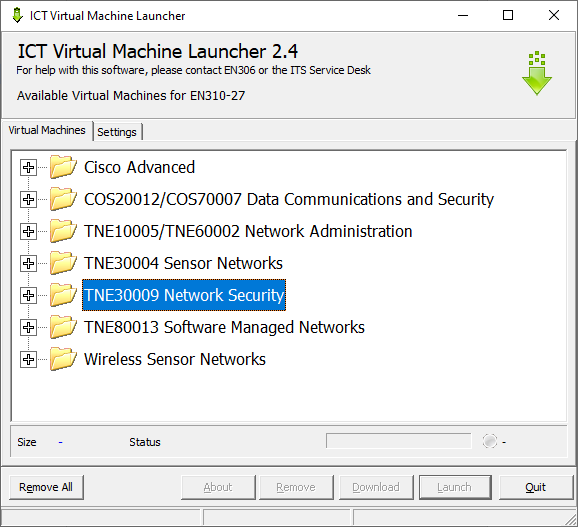 ICT Virtual Machine Launcher
ICT Virtual Machine Launcher 2.4
For help with this software, please contact EN306 or the ITS Service Desk
Available Virtual Machines for EN310-27
Virtual Machines Settings
Cisco Advanced
COS20012/COS70007 Data Communications and Security
TNE10005/TNE60002 Network Administration
TNE30004 Sensor Networks
TNE30009 Network Security
TNE80013 Software Managed Networks
Wireless Sensor Networks
Size - Status -
Remove All About Remove Download Launch Quit